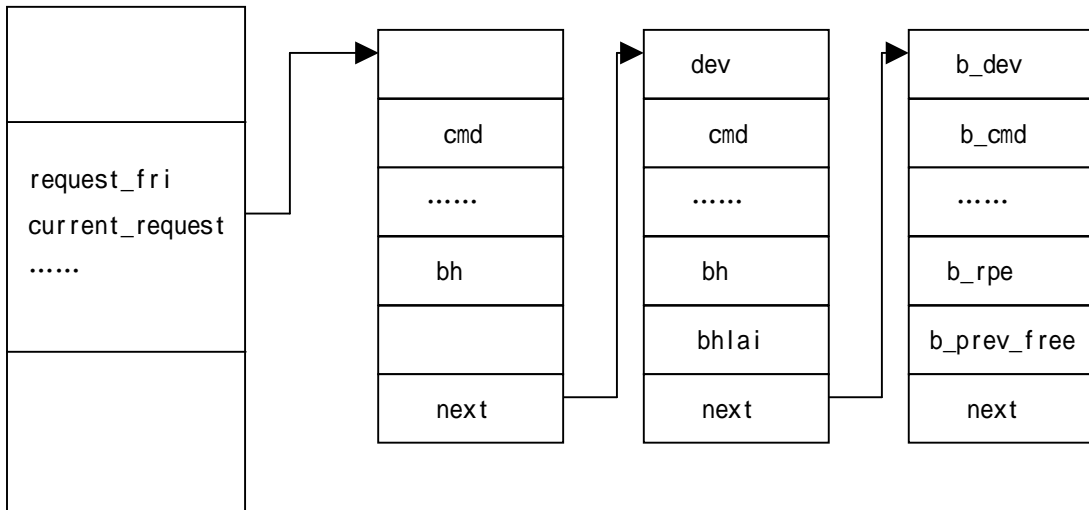 request_fri
current_request
……
cmd
……
bh
next
dev
cmd
……
bh
bhlai
next
b_dev
b_cmd
……
b_rpe
b_prev_free
next